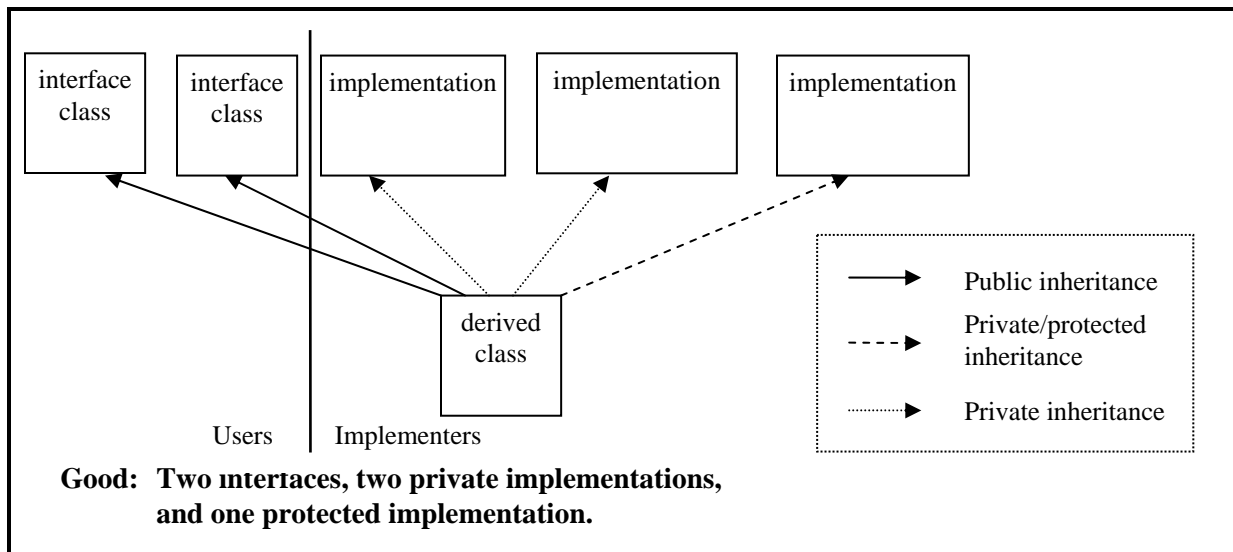 interface
class
interface
class
implementation
implementation
implementation
derived
class
Public inheritance
Private/protected
inheritance
Private inheritance
Users
Implementers
Good: Two interfaces, two private implementations,
and one protected implementation.